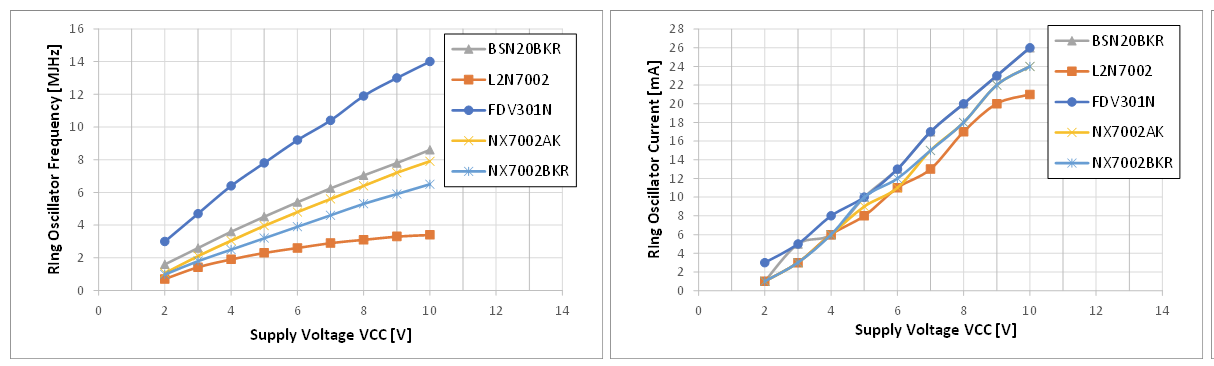 Ring Oscillator Frequency [MJHz]
16
14
12
10
8
6
4
2
0
0 2 4 6 8 10 12 14
Supply Voltage VCC [V]
BSN20BKR
L2N7002
FDV301N
NX7002AK
NX7002BKR
Ring Oscillator Current [mA]
28
26
24
22
20
18
16
14
12
10
8
6
4
2
0
0 2 4 6 8 10 12 14
Supply Voltage VCC [V]
BSN20BKR
L2N7002
FDV301N
NX7002AK
NX7002BKR